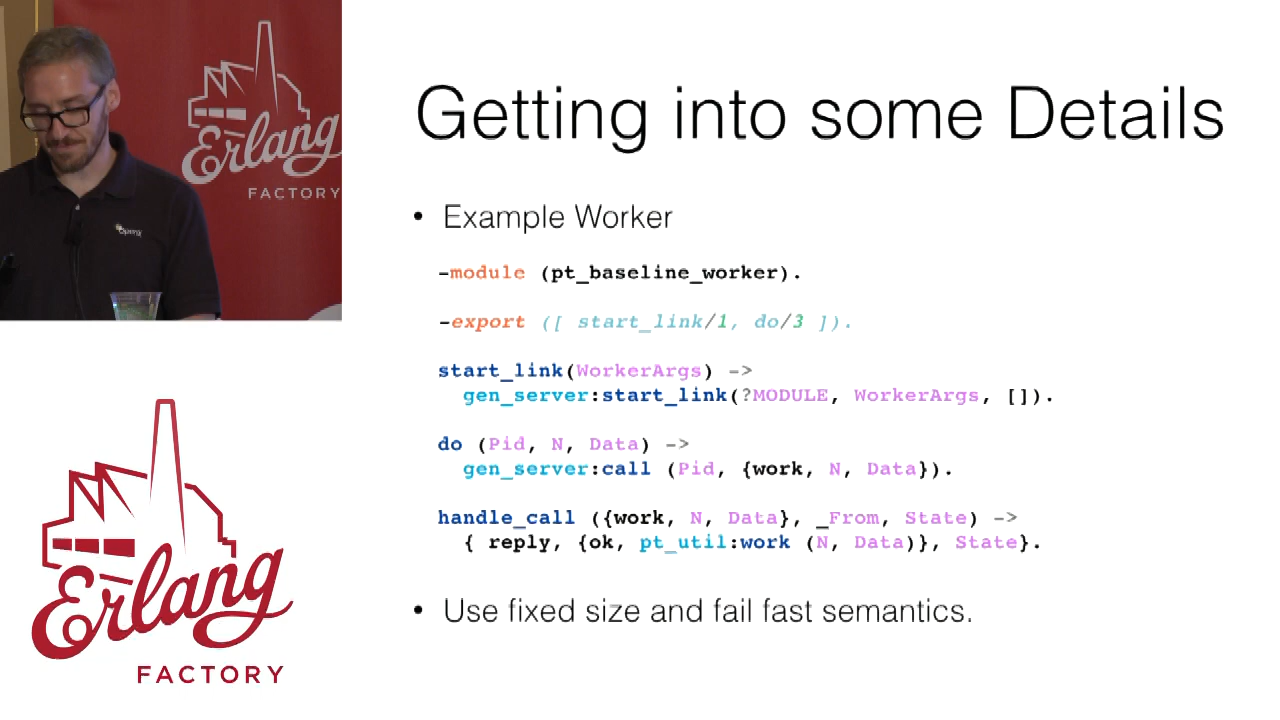 Erlang
FACTORY
Getting into some Details
• Example Worker
-module (pt_baseline_worker).
-export ([ start_link/1, do/3 ]).
start_link(WorkerArgs) ->
  gen_server:start_link(?MODULE, WorkerArgs, []).
do (Pid, N, Data) ->
  gen_server:call (Pid, {work, N, Data}).
handle_call ({work, N, Data}, _From, State) ->
  { reply, {ok, pt_util:work (N, Data)}, State}.
• Use fixed size and fail fast semantics.
Erlang
FACTORY